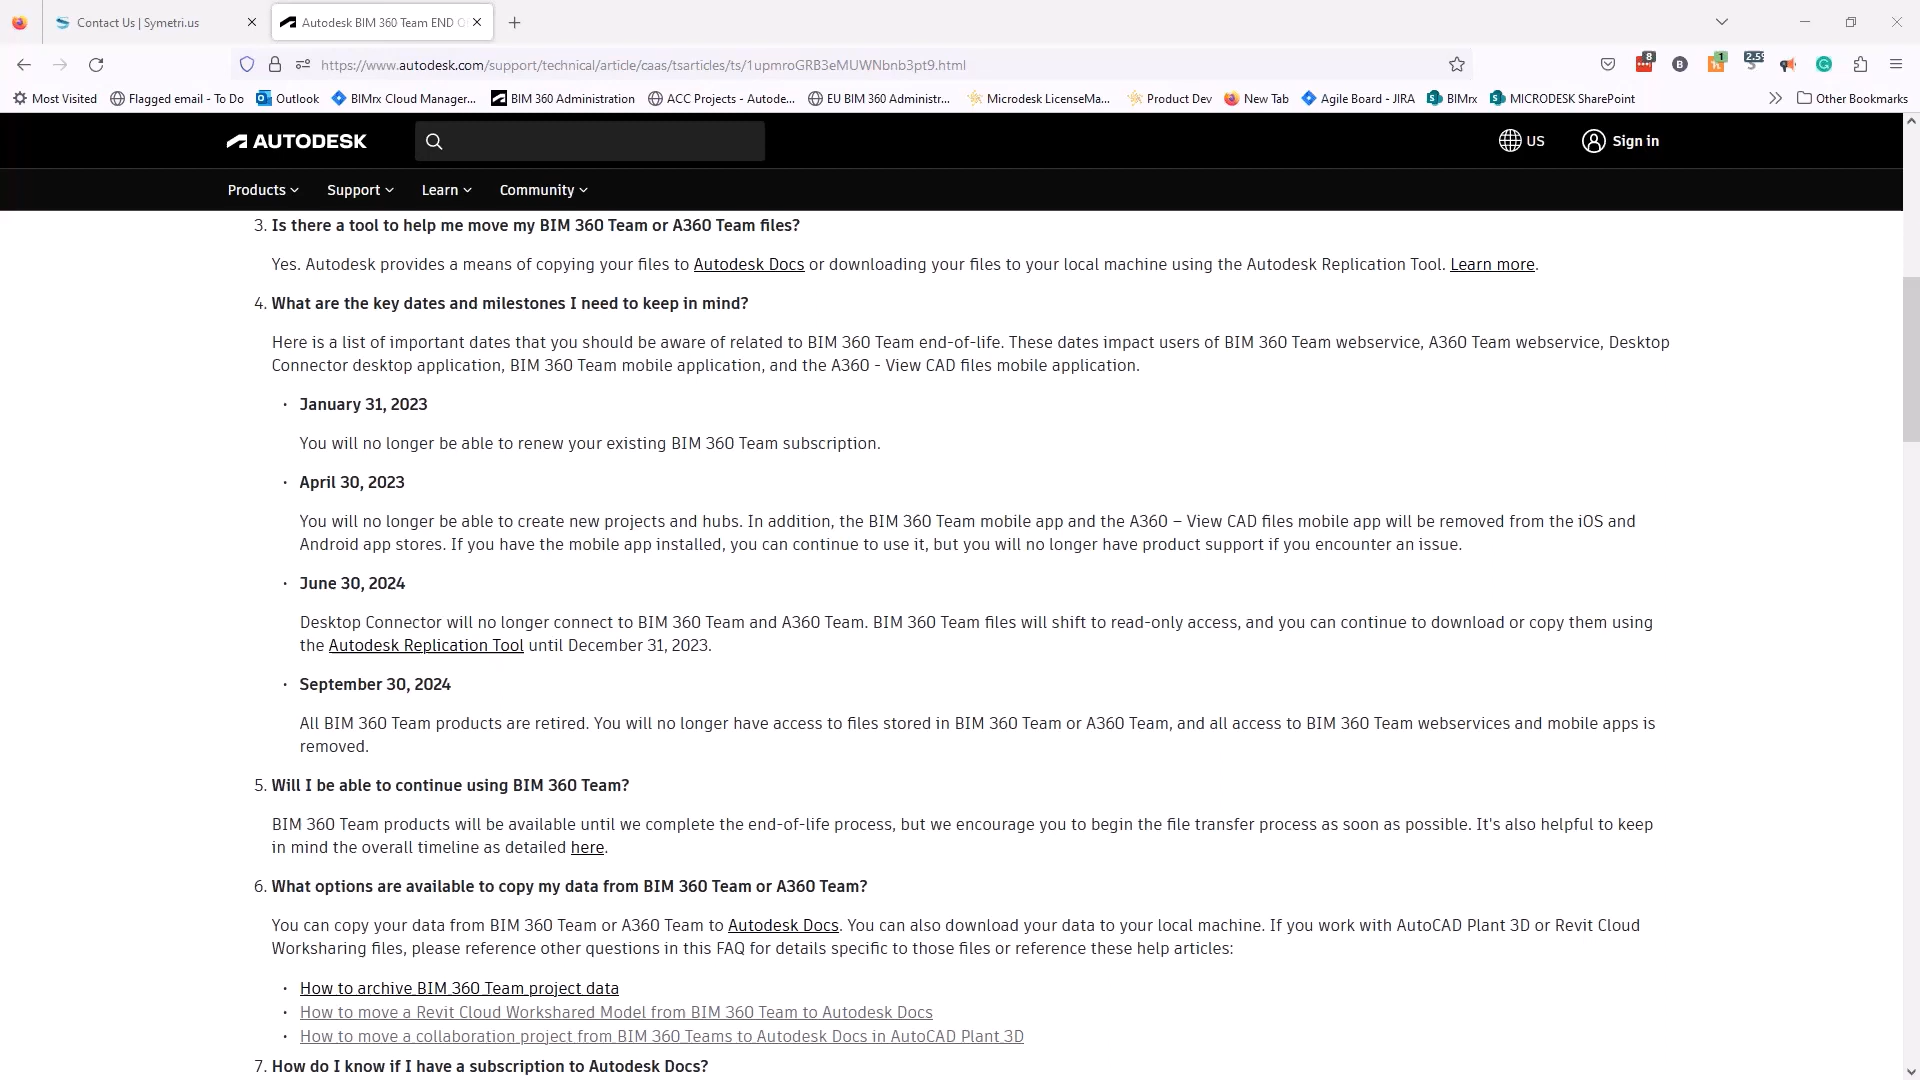 Contact Us | Symetri.us
Autodesk BIM 360 Team END O
https://www.autodesk.com/support/technical/article/caas/tsarticles/ts/1upmroGRB3eMUWNbnb3pt9.html
8
1
Most Visited
Flagged email - To Do
Outlook
BIMrx Cloud Manager...
BIM 360 Administration
ACC Projects - Autode...
EU BIM 360 Administr...
Microdesk LicenseMa...
Product Dev
New Tab
Agile Board - JIRA
BIMrx
MICRODESK SharePoint
Other Bookmarks
AUTODESK
US
Sign in
Products
Support
Learn
Community
3. Is there a tool to help me move my BIM 360 Team or A360 Team files?
Yes. Autodesk provides a means of copying your files to Autodesk Docs or downloading your files to your local machine using the Autodesk Replication Tool. Learn more.
4. What are the key dates and milestones I need to keep in mind?
Here is a list of important dates that you should be aware of related to BIM 360 Team end-of-life. These dates impact users of BIM 360 Team webservice, A360 Team webservice, Desktop
Connector desktop application, BIM 360 Team mobile application, and the A360 - View CAD files mobile application.
· January 31, 2023
You will no longer be able to renew your existing BIM 360 Team subscription.
· April 30, 2023
You will no longer be able to create new projects and hubs. In addition, the BIM 360 Team mobile app and the A360 – View CAD files mobile app will be removed from the iOS and
Android app stores. If you have the mobile app installed, you can continue to use it, but you will no longer have product support if you encounter an issue.
· June 30, 2024
Desktop Connector will no longer connect to BIM 360 Team and A360 Team. BIM 360 Team files will shift to read-only access, and you can continue to download or copy them using
the Autodesk Replication Tool until December 31, 2023.
· September 30, 2024
All BIM 360 Team products are retired. You will no longer have access to files stored in BIM 360 Team or A360 Team, and all access to BIM 360 Team webservices and mobile apps is
removed.
5. Will I be able to continue using BIM 360 Team?
BIM 360 Team products will be available until we complete the end-of-life process, but we encourage you to begin the file transfer process as soon as possible. It's also helpful to keep
in mind the overall timeline as detailed here.
6. What options are available to copy my data from BIM 360 Team or A360 Team?
You can copy your data from BIM 360 Team or A360 Team to Autodesk Docs. You can also download your data to your local machine. If you work with AutoCAD Plant 3D or Revit Cloud
Worksharing files, please reference other questions in this FAQ for details specific to those files or reference these help articles:
· How to archive BIM 360 Team project data
· How to move a Revit Cloud Workshared Model from BIM 360 Team to Autodesk Docs
· How to move a collaboration project from BIM 360 Teams to Autodesk Docs in AutoCAD Plant 3D
7. How do I know if I have a subscription to Autodesk Docs?